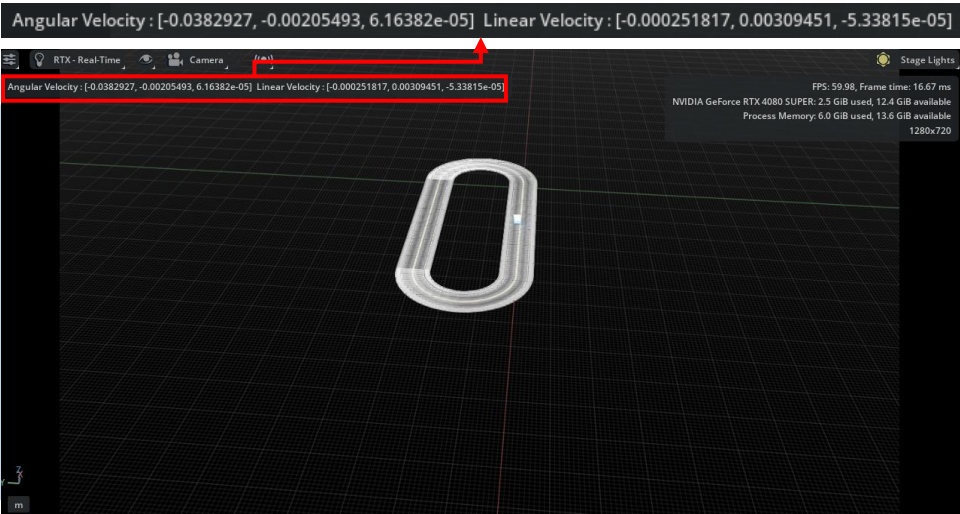 Angular Velocity : [-0.0382927, -0.00205493, 6.16382e-05] Linear Velocity : [-0.000251817, 0.00309451, -5.33815e-05]
RTX - Real-Time Camera Stage Lights
Angular Velocity : [-0.0382927, -0.00205493, 6.16382e-05] Linear Velocity : [-0.000251817, 0.00309451, -5.33815e-05]
FPS: 59.98, Frame time: 16.67 ms
NVIDIA GeForce RTX 4080 SUPER: 2.5 GiB used, 12.4 GiB available
Process Memory: 6.0 GiB used, 13.6 GiB available
1280x720
Z
Y
m